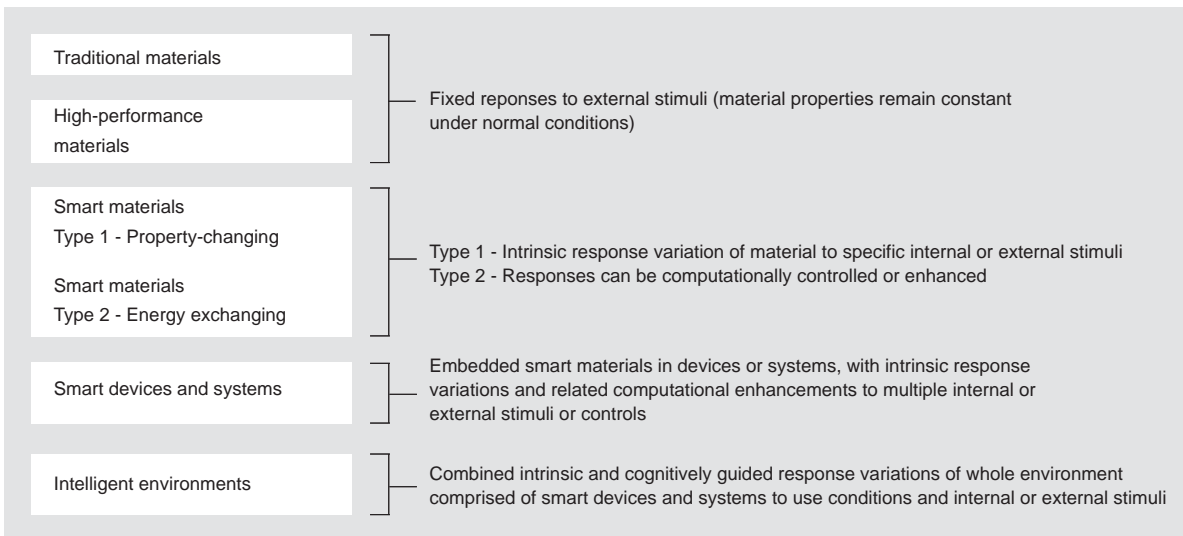 Traditional materials
High-performance
materials
Fixed reponses to external stimuli (material properties remain constant
under normal conditions)
Smart materials
Type 1 - Property-changing
Smart materials
Type 2 - Energy exchanging
Type 1 - Intrinsic response variation of material to specific internal or external stimuli
Type 2 - Responses can be computationally controlled or enhanced
Smart devices and systems
Embedded smart materials in devices or systems, with intrinsic response
variations and related computational enhancements to multiple internal or
external stimuli or controls
Intelligent environments
Combined intrinsic and cognitively guided response variations of whole environment
comprised of smart devices and systems to use conditions and internal or external stimuli